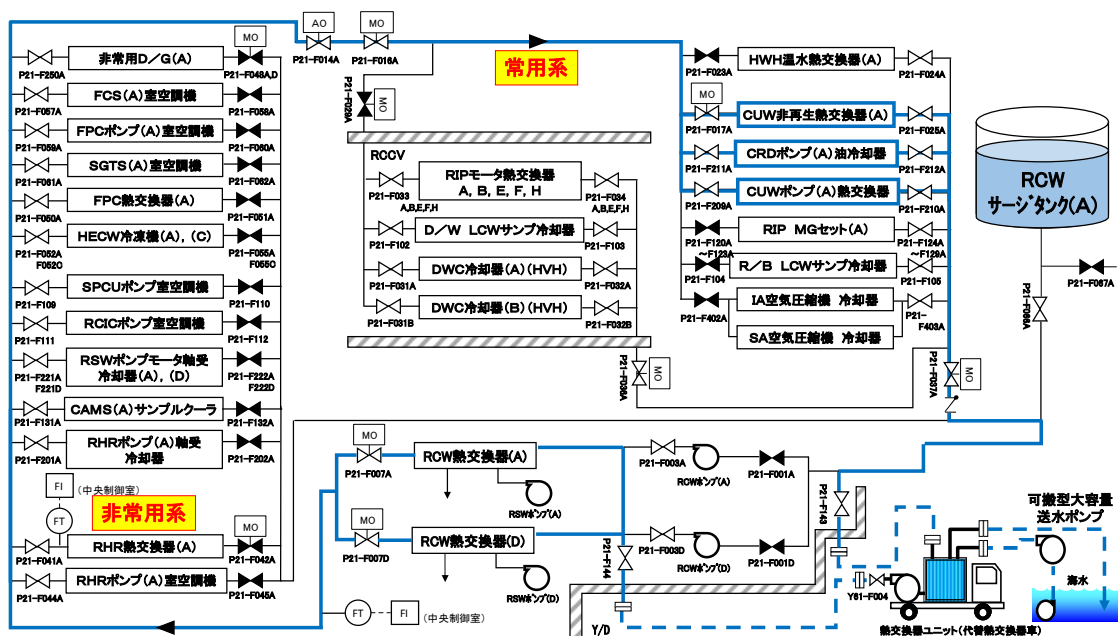 AO
P21-F014A
MO
P21-F016A
常用系
MO
P21-F250A
非常用D/G(A)
P21-F048A,D
P21-F057A
FCS(A)室空調機
P21-F058A
P21-F059A
FPCポンプ(A)室空調機
P21-F060A
P21-F061A
SGTS(A)室空調機
P21-F062A
P21-F050A
FPC熱交換器(A)
P21-F051A
P21-F052A
F052C
HECW冷凍機(A), (C)
P21-F055A
F055C
P21-F109
SPCUポンプ室空調機
P21-F110
P21-F111
RCICポンプ室空調機
P21-F112
P21-F221A
F221D
RSWポンプモータ軸受
冷却器(A), (D)
P21-F222A
F222D
P21-F131A
CAMS(A)サンプルクーラ
P21-F132A
P21-F201A
RHRポンプ(A)軸受
冷却器
P21-F202A
FI
(中央制御室)
FT
非常用系
MO
P21-F041A
RHR熱交換器(A)
P21-F042A
P21-F044A
RHRポンプ(A)室空調機
P21-F045A
P21-F029A
MO
RCCV
P21-F033
A,B,E,F,H
RIPモータ熱交換器
A, B, E, F, H
P21-F034
A,B,E,F,H
P21-F102
D/W LCWサンプ冷却器
P21-F103
P21-F031A
DWC冷却器(A)(HVH)
P21-F032A
P21-F031B
DWC冷却器(B)(HVH)
P21-F032B
P21-F036A
MO
P21-F023A
HWH温水熱交換器(A)
P21-F024A
MO
P21-F017A
CUW非再生熱交換器(A)
P21-F025A
P21-F211A
CRDポンプ(A)油冷却器
P21-F212A
P21-F209A
CUWポンプ(A)熱交換器
P21-F210A
P21-F120A
~F123A
RIP MGセット(A)
P21-F124A
~F129A
P21-F104
R/B LCWサンプ冷却器
P21-F105
P21-F402A
IA空気圧縮機 冷却器
P21-
F403A
SA空気圧縮機 冷却器
P21-F037A
MO
RCW
サージタンク(A)
P21-F067A
P21-F066A
MO
P21-F007A
RCW熱交換器(A)
RSWポンプ(A)
MO
P21-F007D
RCW熱交換器(D)
RSWポンプ(D)
FT
FI
(中央制御室)
P21-F003A
RCWポンプ(A)
P21-F001A
P21-F003D
RCWポンプ(D)
P21-F001D
P21-F143
P21-F144
Y/D
Y61-F004
可搬型大容量
送水ポンプ
海水
熱交換器ユニット(代替熱交換器車)